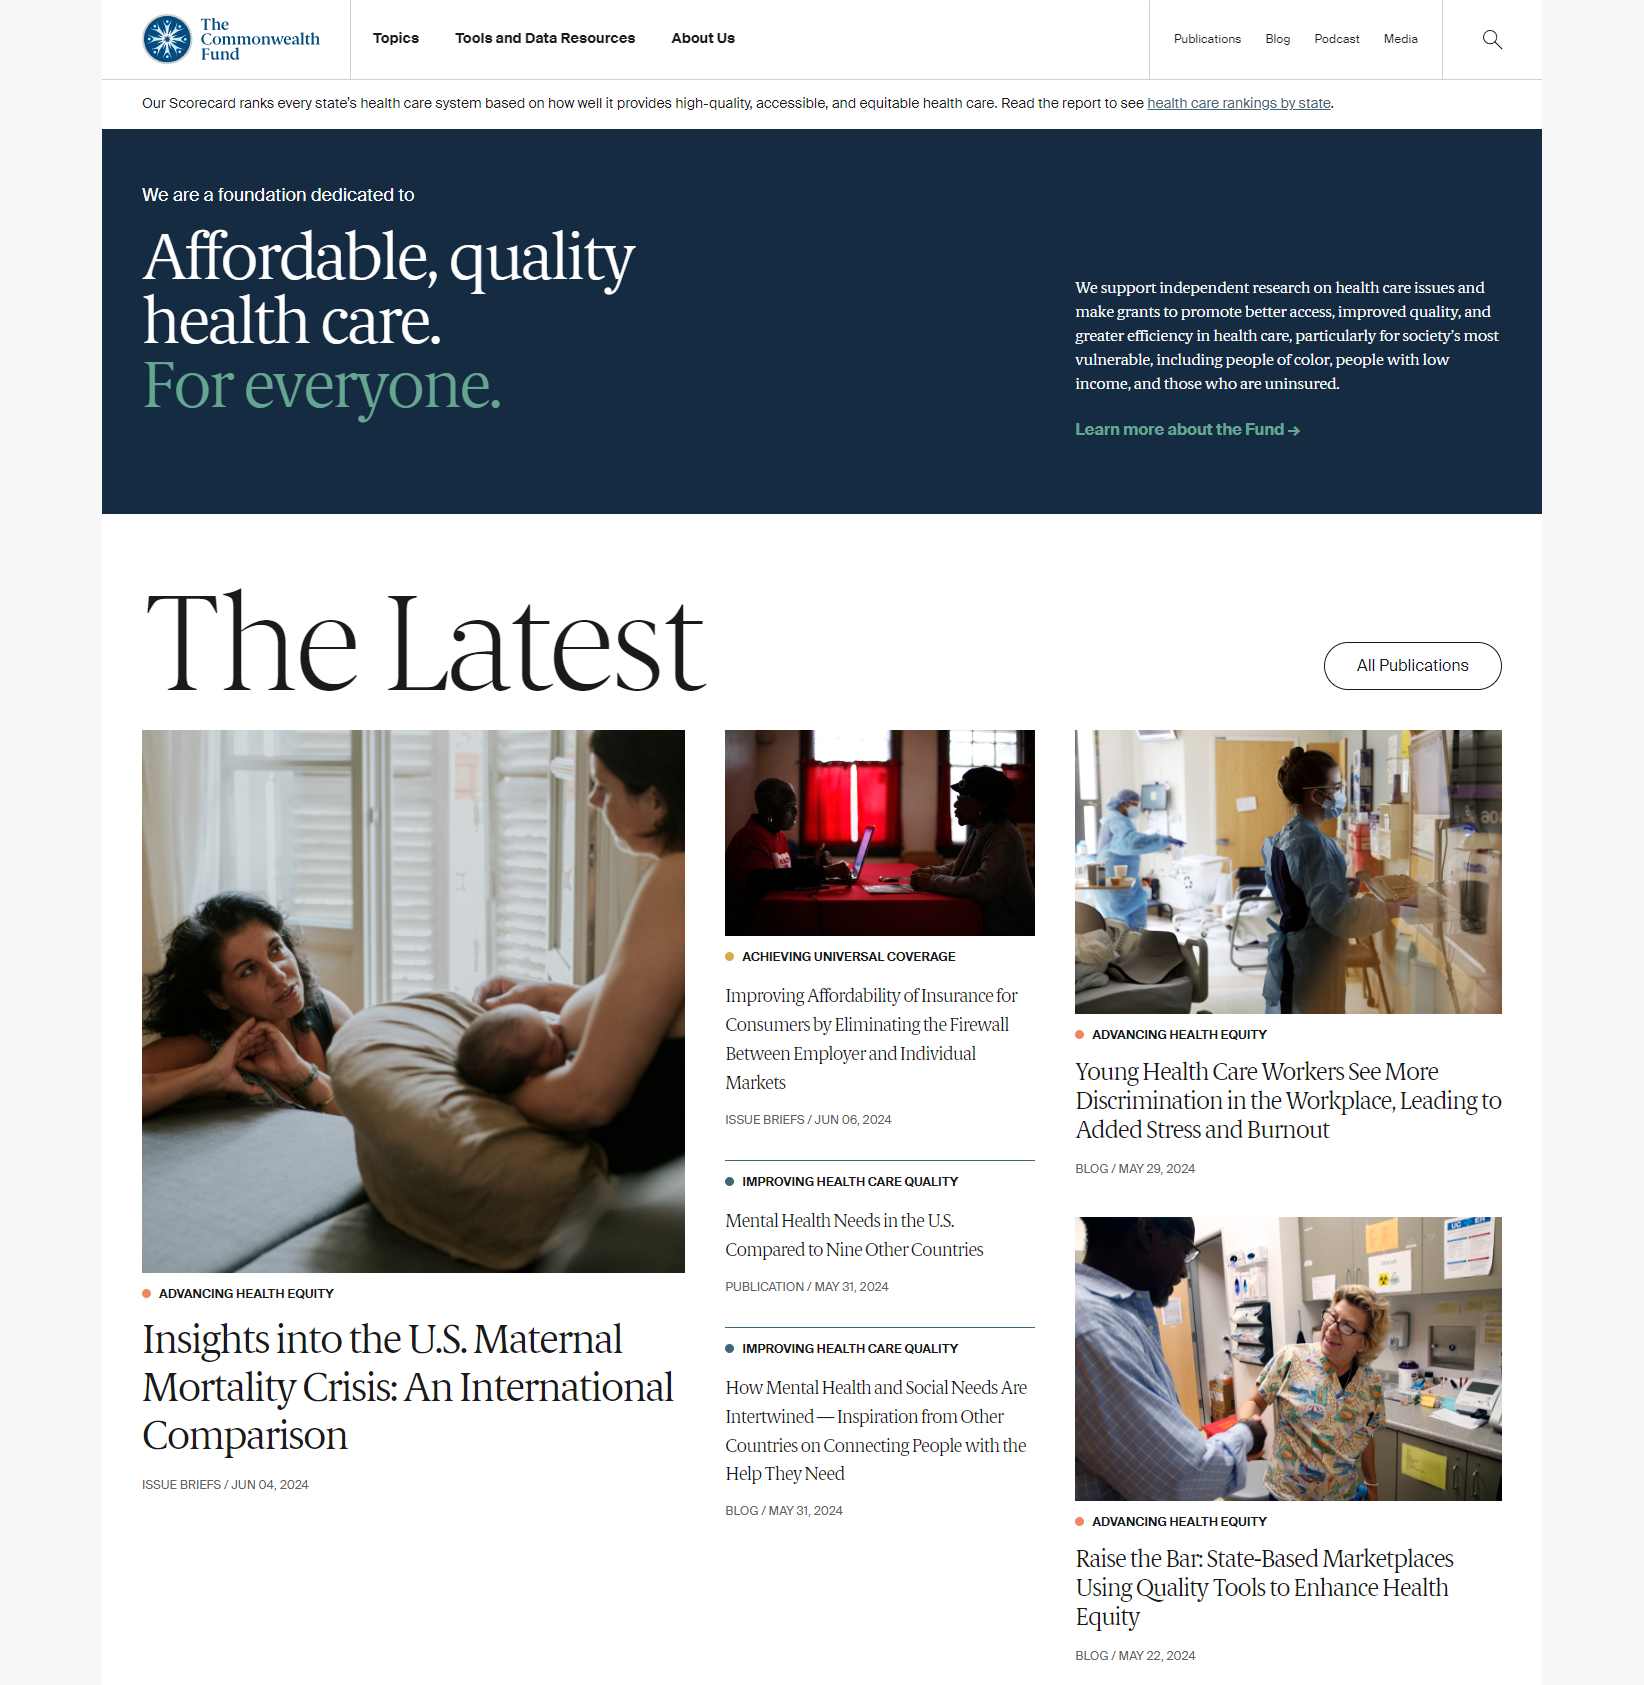 The
Commonwealth
Fund
Topics
Tools and Data Resources
About Us
Publications
Blog
Podcast
Media
Our Scorecard ranks every state’s health care system based on how well it provides high-quality, accessible, and equitable health care. Read the report to see health care rankings by state.
We are a foundation dedicated to
Affordable, quality
health care.
For everyone.
We support independent research on health care issues and
make grants to promote better access, improved quality, and
greater efficiency in health care, particularly for society’s most
vulnerable, including people of color, people with low
income, and those who are uninsured.
Learn more about the Fund →
The Latest
All Publications
ADVANCING HEALTH EQUITY
Insights into the U.S. Maternal
Mortality Crisis: An International
Comparison
ISSUE BRIEFS / JUN 04, 2024
ACHIEVING UNIVERSAL COVERAGE
Improving Affordability of Insurance for
Consumers by Eliminating the Firewall
Between Employer and Individual
Markets
ISSUE BRIEFS / JUN 06, 2024
IMPROVING HEALTH CARE QUALITY
Mental Health Needs in the U.S.
Compared to Nine Other Countries
PUBLICATION / MAY 31, 2024
IMPROVING HEALTH CARE QUALITY
How Mental Health and Social Needs Are
Intertwined — Inspiration from Other
Countries on Connecting People with the
Help They Need
BLOG / MAY 31, 2024
ADVANCING HEALTH EQUITY
Young Health Care Workers See More
Discrimination in the Workplace, Leading to
Added Stress and Burnout
BLOG / MAY 29, 2024
UC ER
ADVANCING HEALTH EQUITY
Raise the Bar: State-Based Marketplaces
Using Quality Tools to Enhance Health
Equity
BLOG / MAY 22, 2024